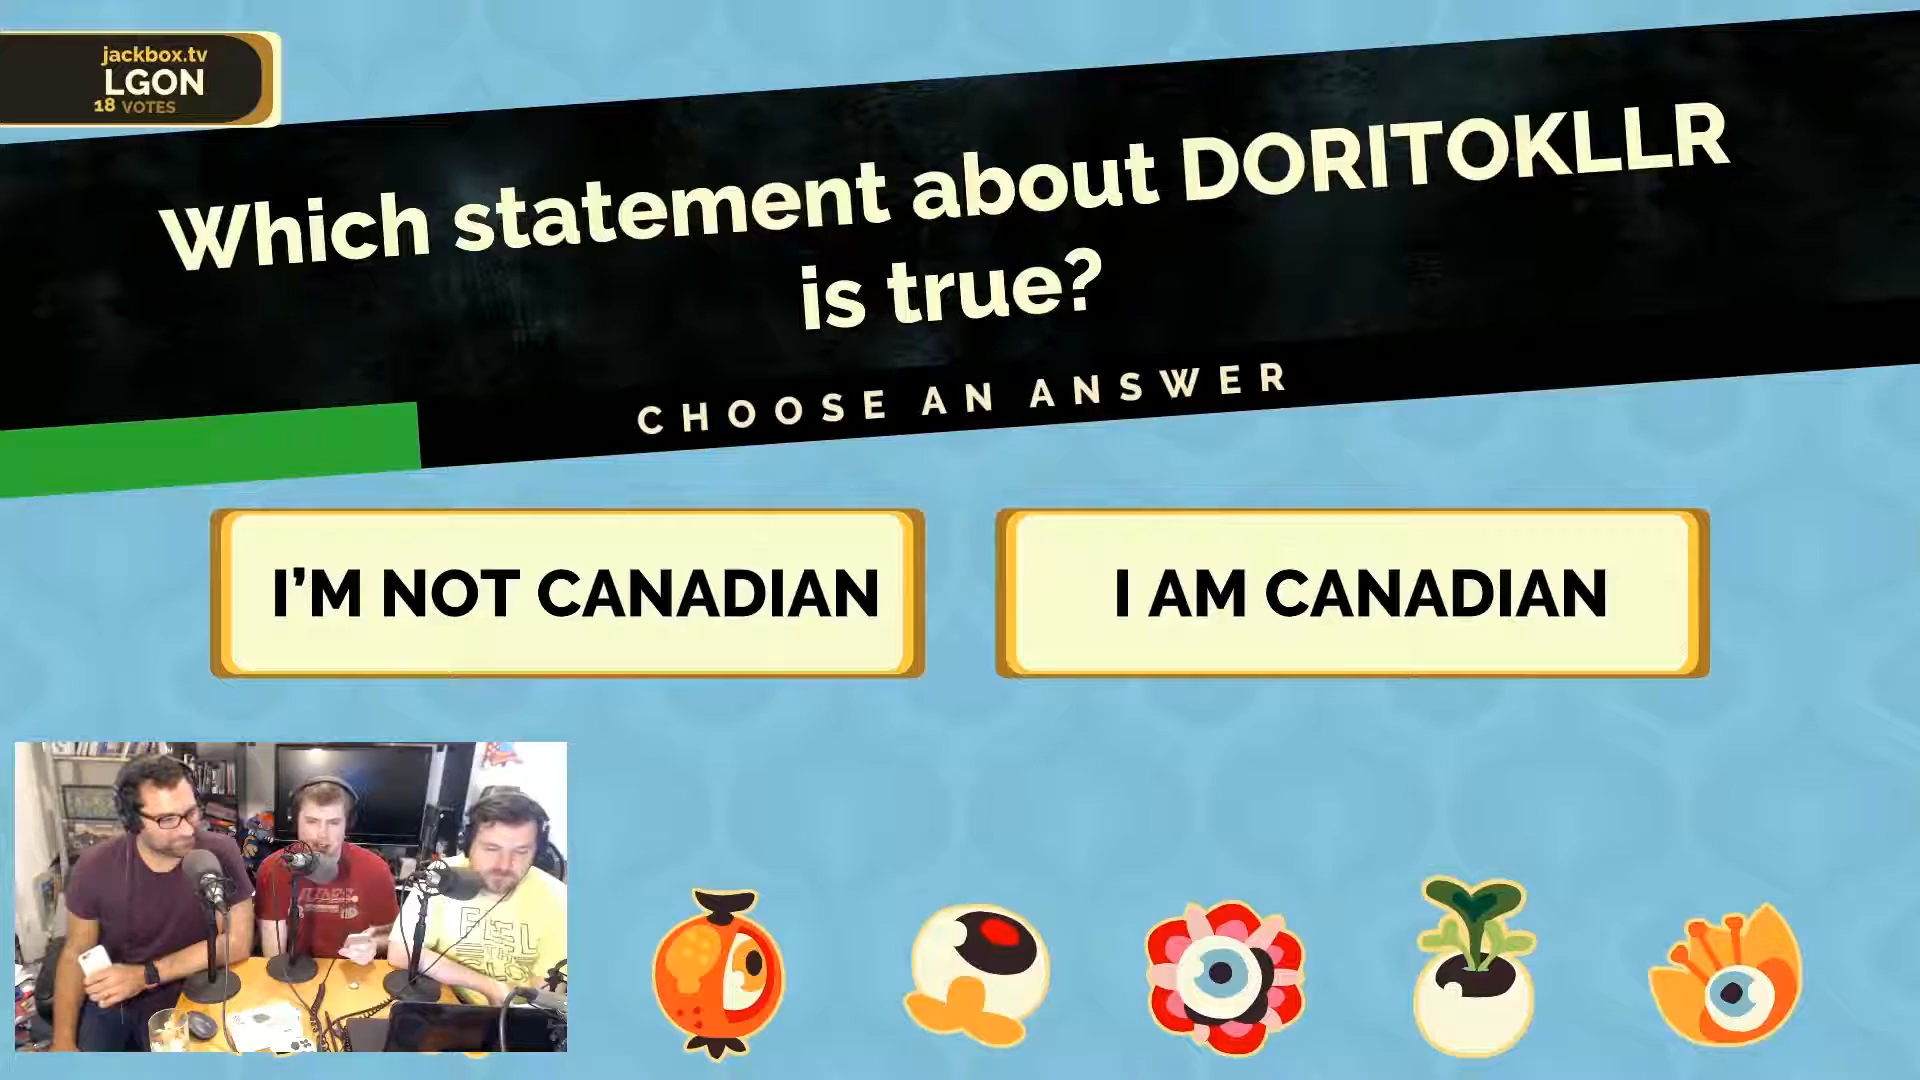 jackbox.tv
LGON
18 VOTES
Which statement about DORITOKLLR
is true?
CHOOSE AN ANSWER
I'M NOT CANADIAN
I AM CANADIAN